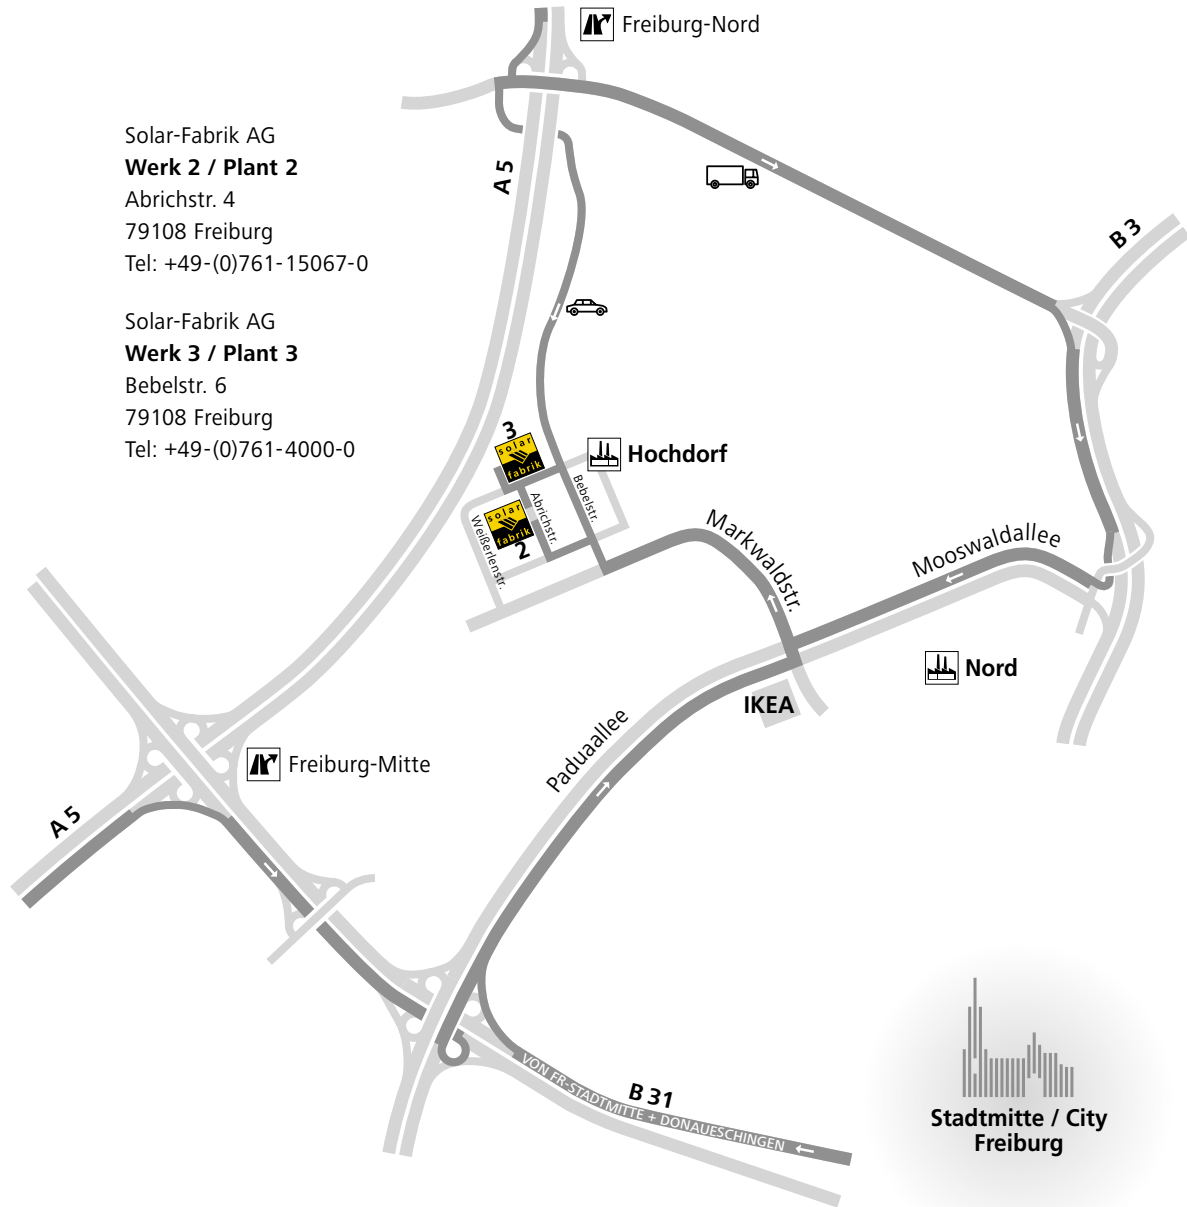 Freiburg-Nord
Solar-Fabrik AG
Werk 2 / Plant 2
Abrichstr. 4
79108 Freiburg
Tel: +49-(0)761-15067-0
A 5
B 3
Solar-Fabrik AG
Werk 3 / Plant 3
Bebelstr. 6
79108 Freiburg
Tel: +49-(0)761-4000-0
3
solar
fabrik
Hochdorf
Bebelstr.
Abrichstr.
solar
fabrik
2
Weißerlenstr.
Markwaldstr.
Mooswaldallee
Nord
IKEA
Paduaallee
Freiburg-Mitte
A 5
B 31
VON FR-STADTMITTE + DONAUESCHINGEN
Stadtmitte / City
Freiburg